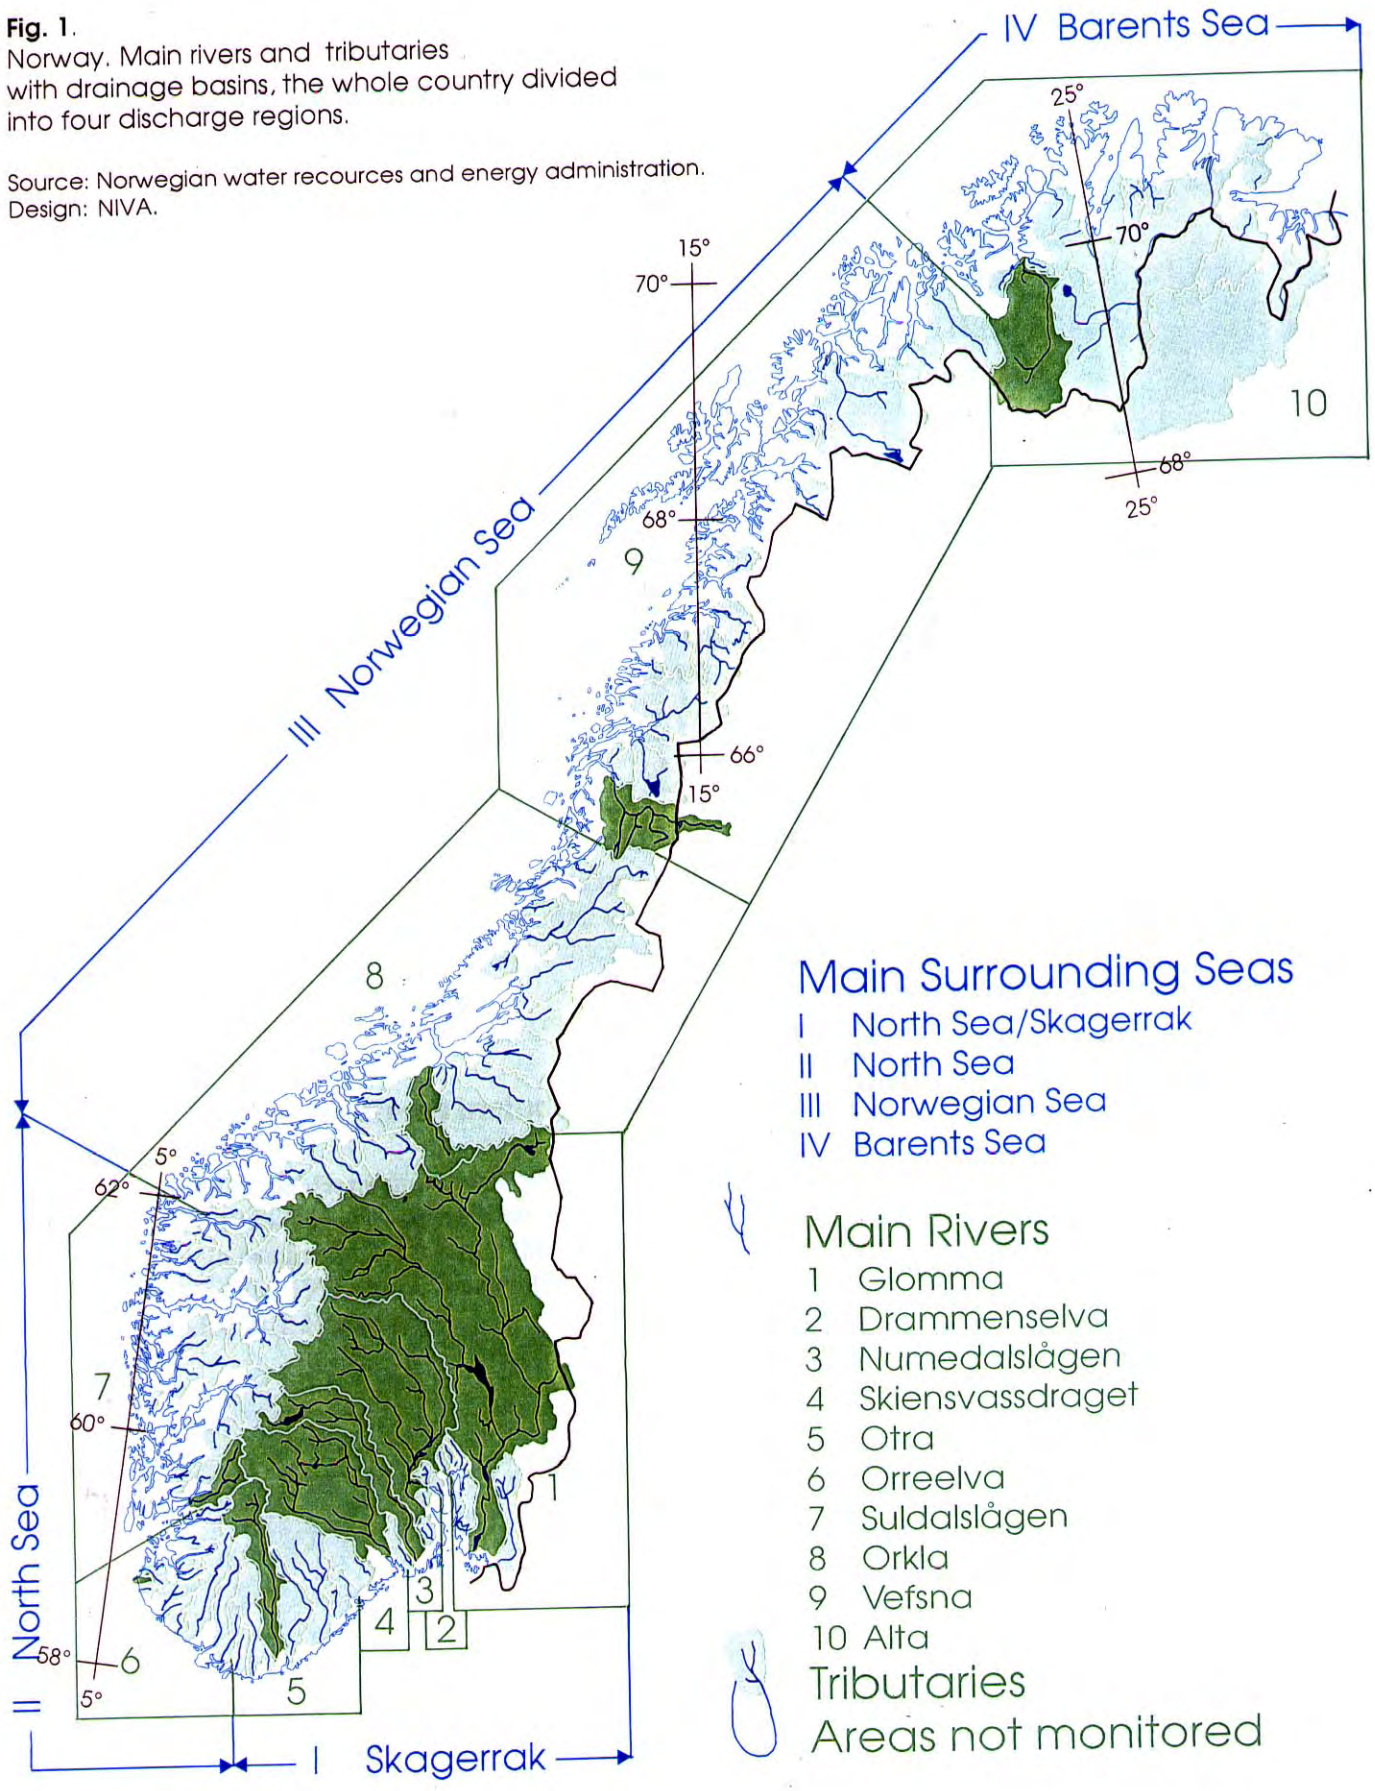 Fig. 1.
Norway. Main rivers and tributaries
with drainage basins, the whole country divided
into four discharge regions.
Source: Norwegian water recources and energy administration.
Design: NIVA.
IV Barents Sea
25°
70°
15°
70°
10
68°
25°
68°
9
III Norwegian Sea
66°
15°
8
5°
62°
7
60°
1
II North Sea
3
4
2
58°
6
5°
5
I Skagerrak
Main Surrounding Seas
I North Sea/Skagerrak
II North Sea
III Norwegian Sea
IV Barents Sea
Main Rivers
1 Glomma
2 Drammenselva
3 Numedalslågen
4 Skiensvassdraget
5 Otra
6 Orreelva
7 Suldalslågen
8 Orkla
9 Vefsna
10 Alta
Tributaries
Areas not monitored